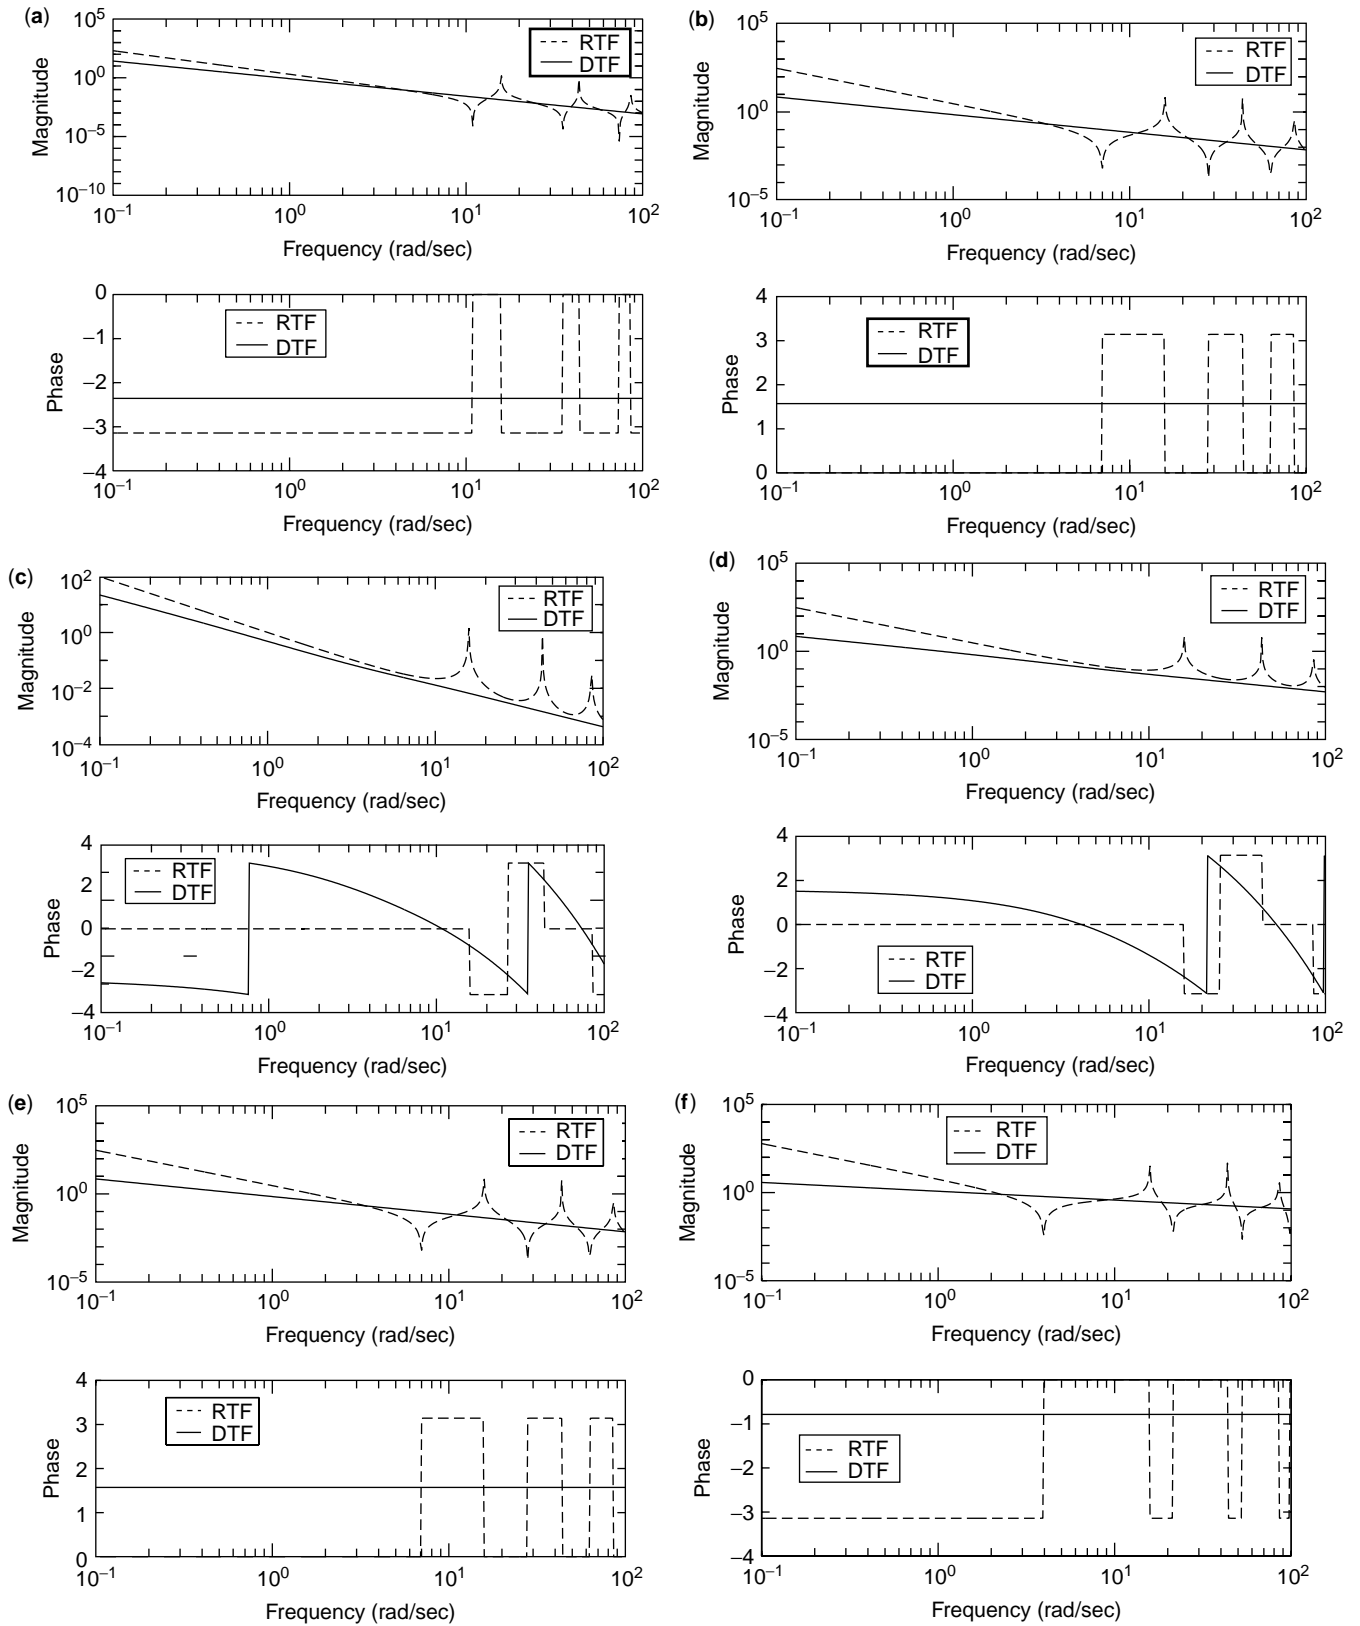 (a)
10^5
10^0
10^−5
10^−10
Magnitude
RTF
DTF
10^−1 10^0 10^1 10^2
Frequency (rad/sec)
0
−1
−2
−3
−4
Phase
RTF
DTF
10^−1 10^0 10^1 10^2
Frequency (rad/sec)
(b)
10^5
10^0
10^−5
Magnitude
RTF
DTF
10^−1 10^0 10^1 10^2
Frequency (rad/sec)
4
3
2
1
0
Phase
RTF
DTF
10^−1 10^0 10^1 10^2
Frequency (rad/sec)
(c)
10^2
10^0
10^−2
10^−4
Magnitude
RTF
DTF
10^−1 10^0 10^1 10^2
Frequency (rad/sec)
4
2
0
−2
−4
Phase
RTF
DTF
10^−1 10^0 10^1 10^2
Frequency (rad/sec)
(d)
10^5
10^0
10^−5
Magnitude
RTF
DTF
10^−1 10^0 10^1 10^2
Frequency (rad/sec)
4
2
0
−2
−4
Phase
RTF
DTF
10^−1 10^0 10^1 10^2
Frequency (rad/sec)
(e)
10^5
10^0
10^−5
Magnitude
RTF
DTF
10^−1 10^0 10^1 10^2
Frequency (rad/sec)
4
3
2
1
0
Phase
RTF
DTF
10^−1 10^0 10^1 10^2
Frequency (rad/sec)
(f)
10^5
10^0
10^−5
Magnitude
RTF
DTF
10^−1 10^0 10^1 10^2
Frequency (rad/sec)
0
−1
−2
−3
−4
Phase
RTF
DTF
10^−1 10^0 10^1 10^2
Frequency (rad/sec)